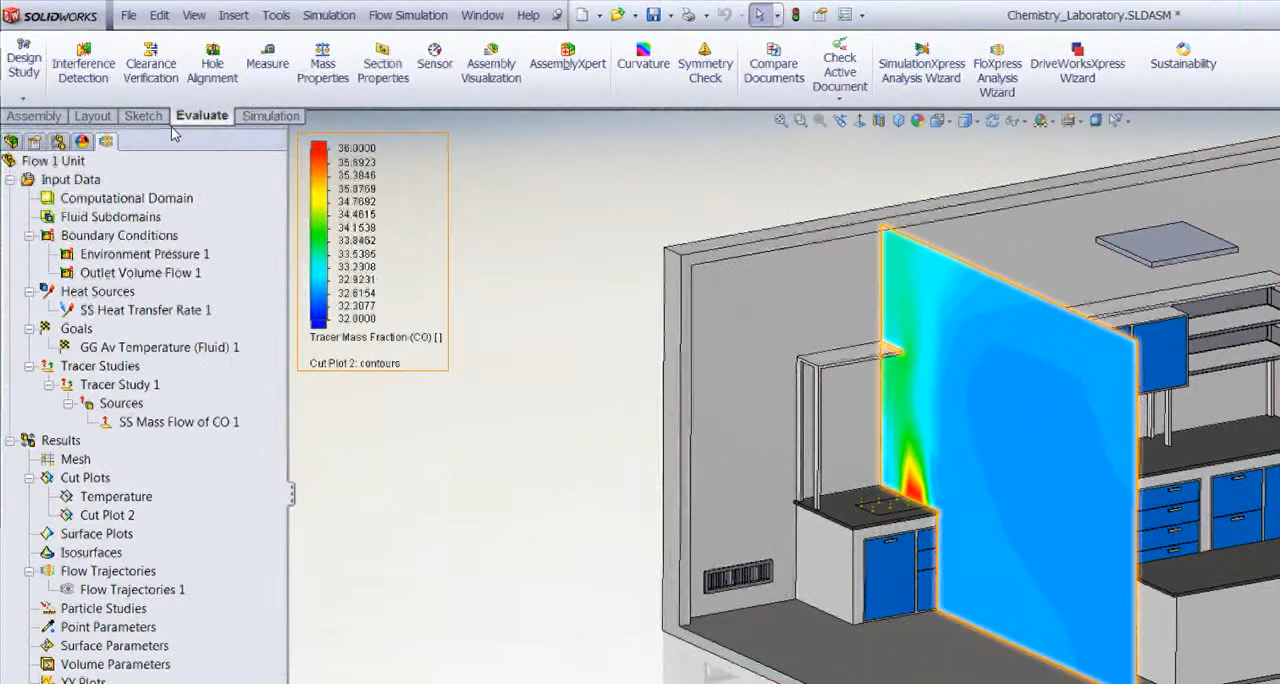 SOLIDWORKS File Edit View Insert Tools Simulation Flow Simulation Window Help Chemistry_Laboratory.SLDASM *
Design Study
Interference Detection
Clearance Verification
Hole Alignment
Measure
Mass Properties
Section Properties
Sensor
Assembly Visualization
AssemblyXpert
Curvature
Symmetry Check
Compare Documents
Check Active Document
SimulationXpress Analysis Wizard
FloXpress Analysis Wizard
DriveWorksXpress Wizard
Sustainability
Assembly Layout Sketch Evaluate Simulation
Flow 1 Unit
Input Data
Computational Domain
Fluid Subdomains
Boundary Conditions
Environment Pressure 1
Outlet Volume Flow 1
Heat Sources
SS Heat Transfer Rate 1
Goals
GG Av Temperature (Fluid) 1
Tracer Studies
Tracer Study 1
Sources
SS Mass Flow of CO 1
Results
Mesh
Cut Plots
Temperature
Cut Plot 2
Surface Plots
Isosurfaces
Flow Trajectories
Flow Trajectories 1
Particle Studies
Point Parameters
Surface Parameters
Volume Parameters
XY Plots
36.0000
35.6923
35.3846
35.0769
34.7692
34.4615
34.1538
33.8462
33.5385
33.2308
32.9231
32.6154
32.3077
32.0000
Tracer Mass Fraction (CO) [ ]
Cut Plot 2: contours